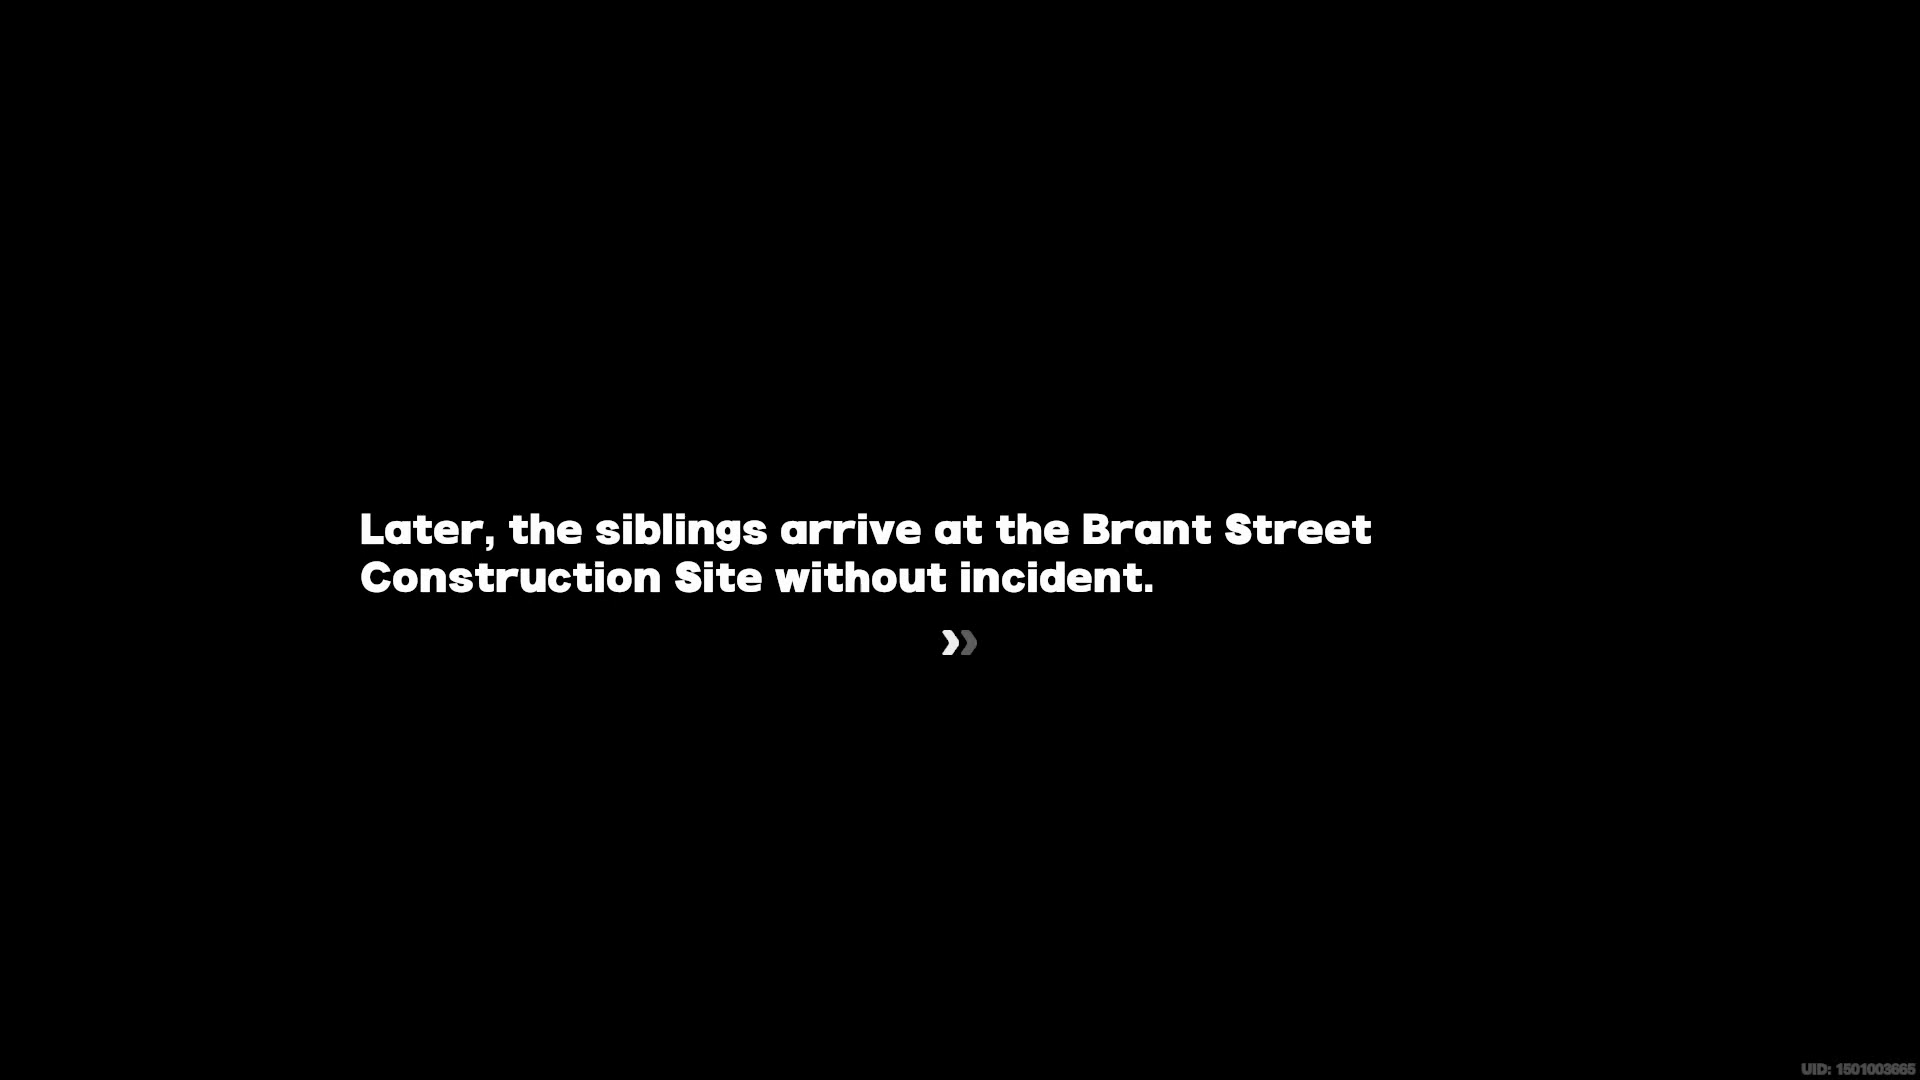 Later, the siblings arrive at the Brant Street
Construction Site without incident.
UID: 1501003665